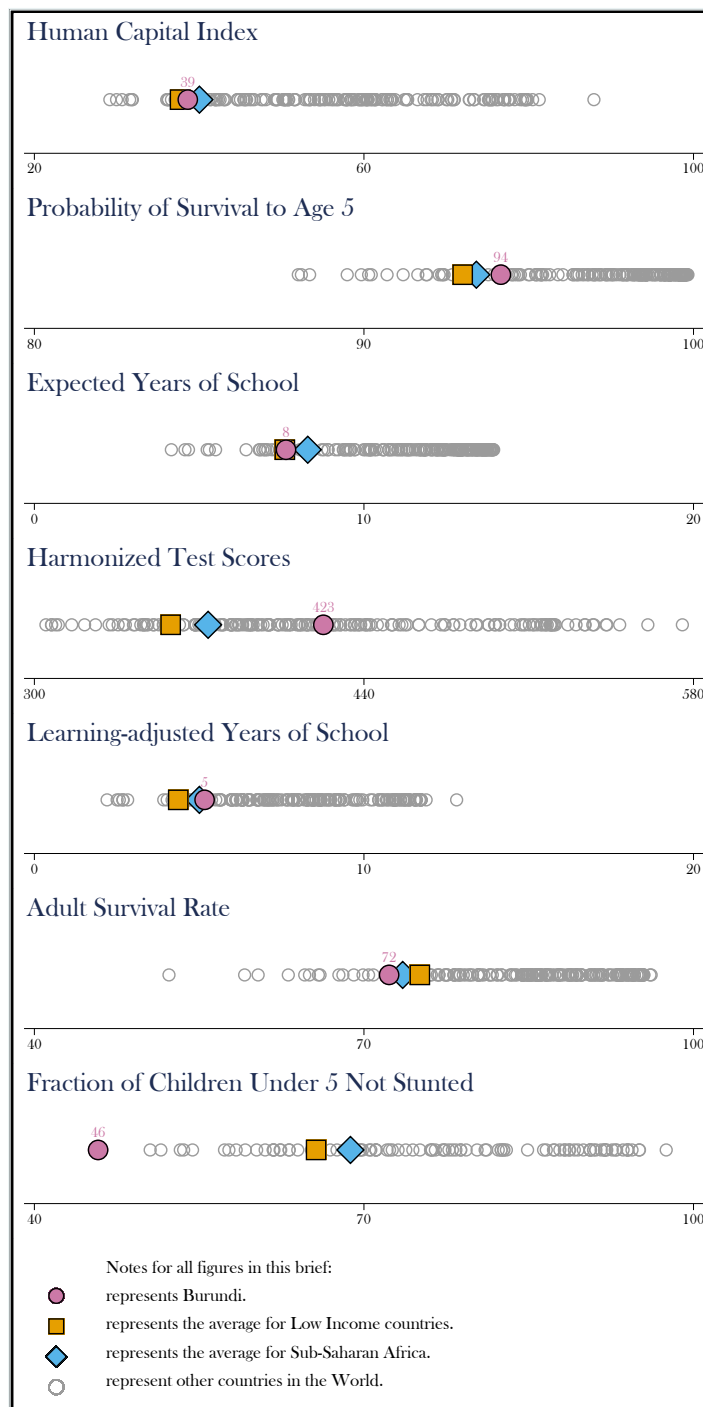 Human Capital Index
39
20 60 100
Probability of Survival to Age 5
94
80 90 100
Expected Years of School
8
0 10 20
Harmonized Test Scores
423
300 440 580
Learning-adjusted Years of School
5
0 10 20
Adult Survival Rate
72
40 70 100
Fraction of Children Under 5 Not Stunted
46
40 70 100
Notes for all figures in this brief:
represents Burundi.
represents the average for Low Income countries.
represents the average for Sub-Saharan Africa.
represent other countries in the World.